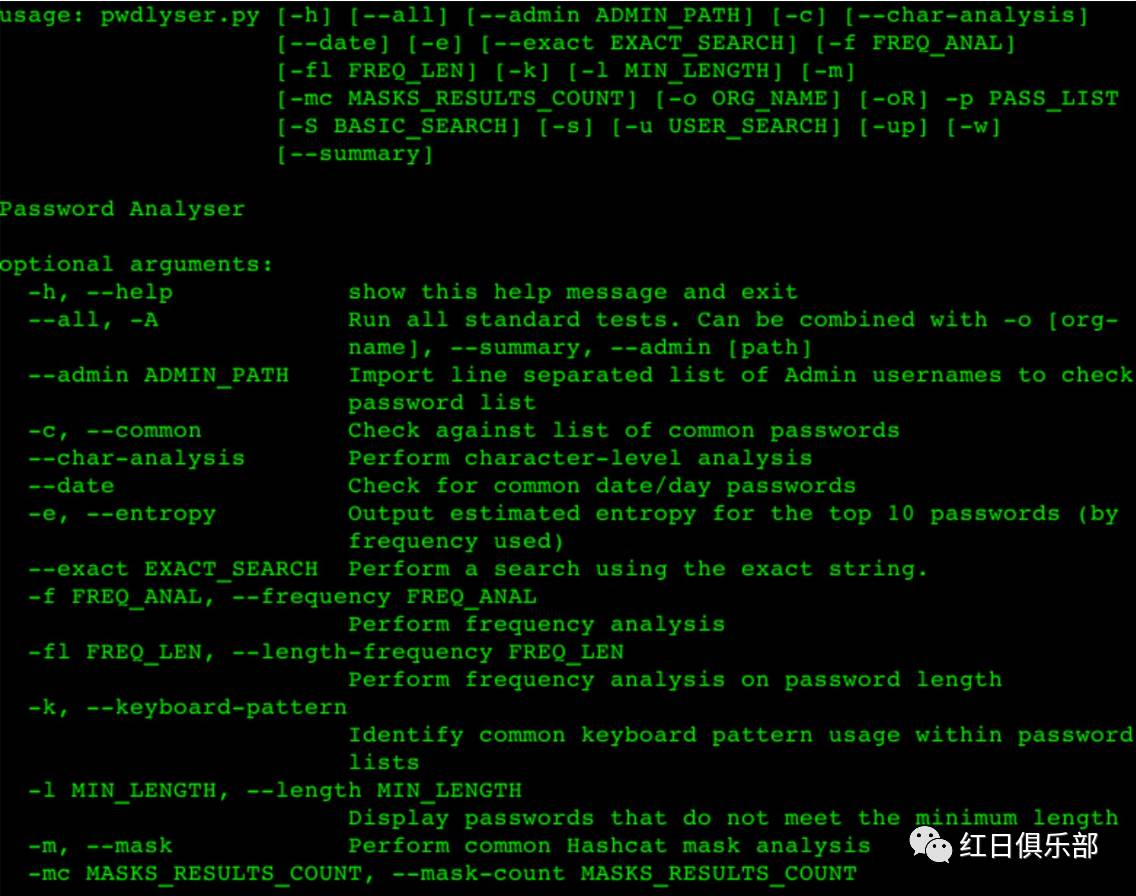 usage: pwdlyser.py [-h] [--all] [--admin ADMIN_PATH] [-c] [--char-analysis]
[--date] [-e] [--exact EXACT_SEARCH] [-f FREQ_ANAL]
[-fl FREQ_LEN] [-k] [-l MIN_LENGTH] [-m]
[-mc MASKS_RESULTS_COUNT] [-o ORG_NAME] [-oR] -p PASS_LIST
[-S BASIC_SEARCH] [-s] [-u USER_SEARCH] [-up] [-w]
[--summary]
Password Analyser
optional arguments:
-h, --help show this help message and exit
--all, -A Run all standard tests. Can be combined with -o [org-
name], --summary, --admin [path]
--admin ADMIN_PATH Import line separated list of Admin usernames to check
password list
-c, --common Check against list of common passwords
--char-analysis Perform character-level analysis
--date Check for common date/day passwords
-e, --entropy Output estimated entropy for the top 10 passwords (by
frequency used)
--exact EXACT_SEARCH Perform a search using the exact string.
-f FREQ_ANAL, --frequency FREQ_ANAL
Perform frequency analysis
-fl FREQ_LEN, --length-frequency FREQ_LEN
Perform frequency analysis on password length
-k, --keyboard-pattern
Identify common keyboard pattern usage within password
lists
-l MIN_LENGTH, --length MIN_LENGTH
Display passwords that do not meet the minimum length
-m, --mask Perform common Hashcat mask analysis
-mc MASKS_RESULTS_COUNT, --mask-count MASKS_RESULTS_COUNT
红日俱乐部